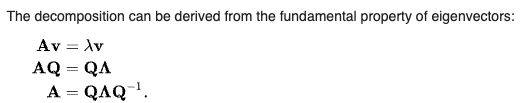 The decomposition can be derived from the fundamental property of eigenvectors:
Av = λv
AQ = QΛ
A = QΛQ⁻¹.